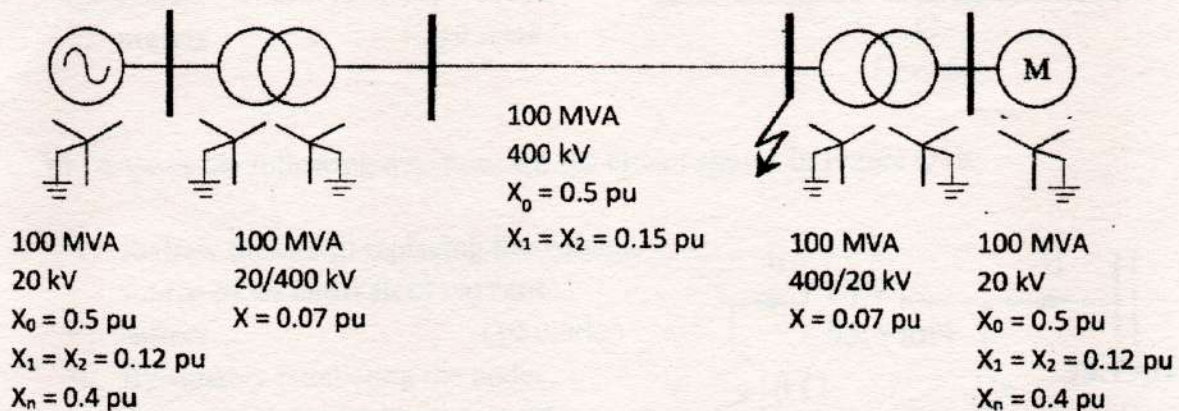 M
100 MVA
400 kV
X₀ = 0.5 pu
X₁ = X₂ = 0.15 pu
100 MVA
20 kV
X₀ = 0.5 pu
X₁ = X₂ = 0.12 pu
Xₙ = 0.4 pu
100 MVA
20/400 kV
X = 0.07 pu
100 MVA
400/20 kV
X = 0.07 pu
100 MVA
20 kV
X₀ = 0.5 pu
X₁ = X₂ = 0.12 pu
Xₙ = 0.4 pu